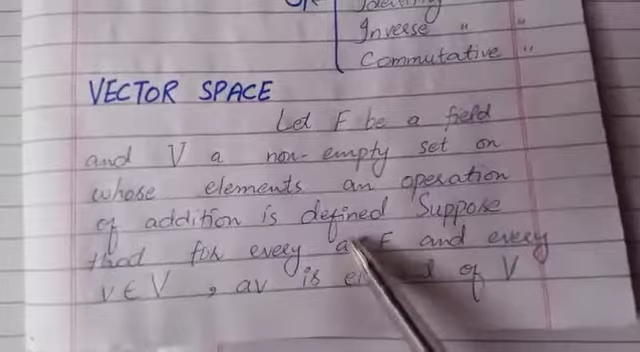 Identity
Inverse "
Commutative "
VECTOR SPACE
Let F be a field
and V a non-empty set on
whose elements an operation
of addition is defined Suppose
that for every a F and every
v ∈ V , av is of V